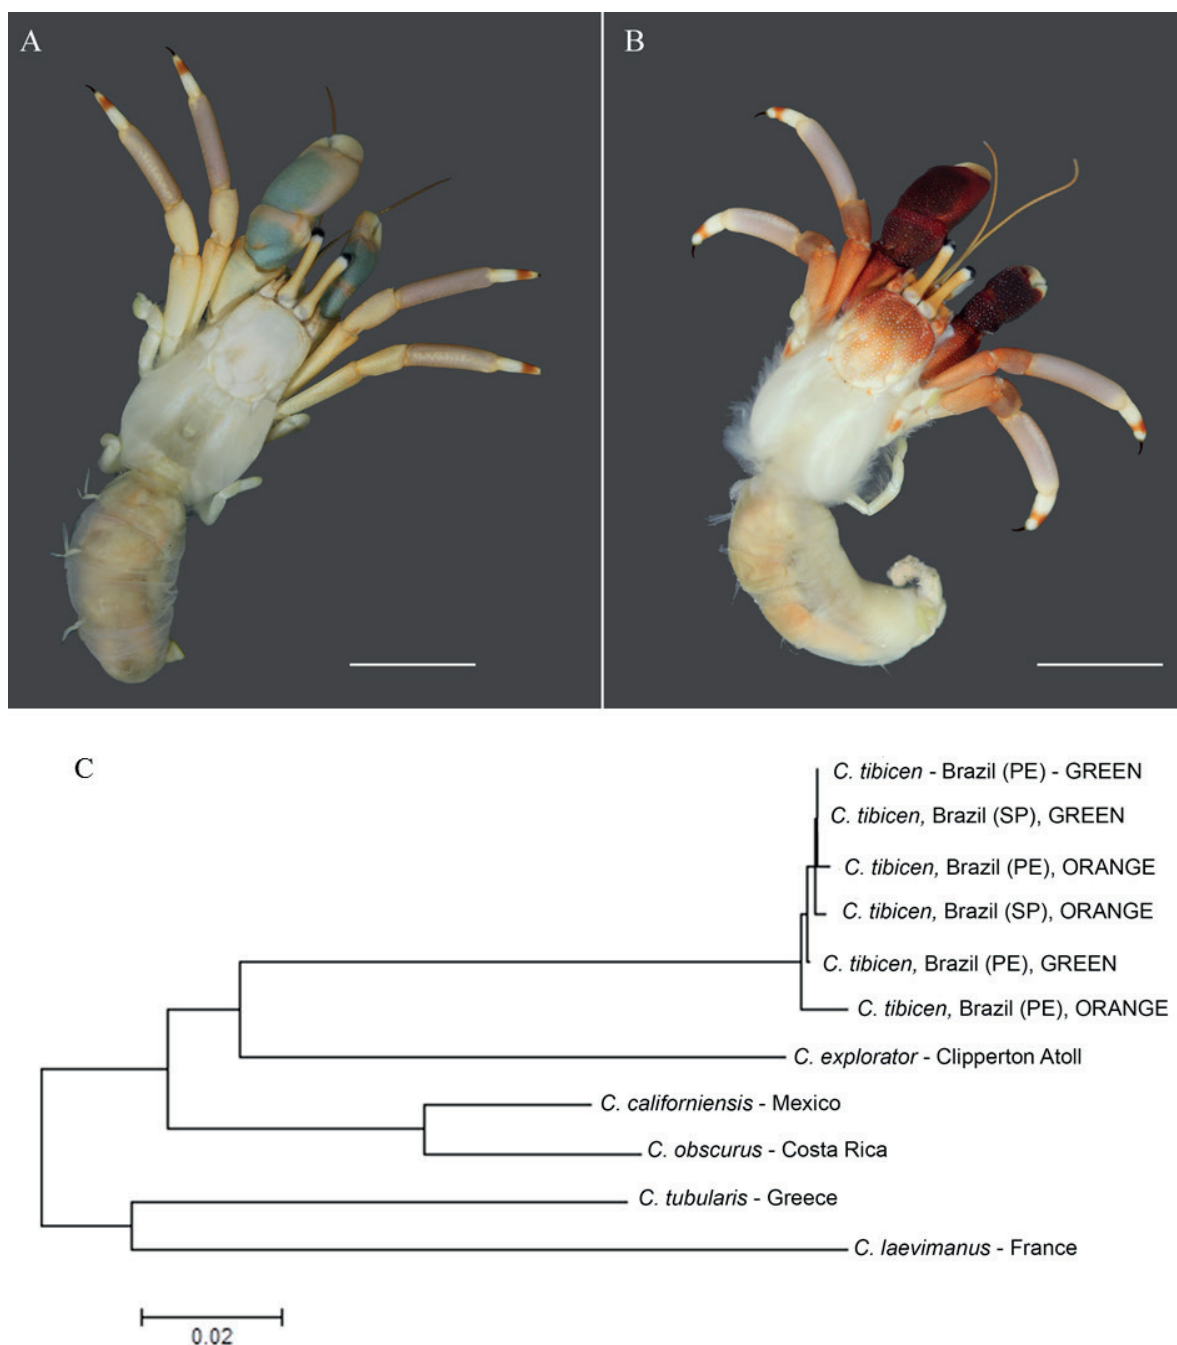 A
B
C
C. tibicen - Brazil (PE) - GREEN
C. tibicen, Brazil (SP), GREEN
C. tibicen, Brazil (PE), ORANGE
C. tibicen, Brazil (SP), ORANGE
C. tibicen, Brazil (PE), GREEN
C. tibicen, Brazil (PE), ORANGE
C. explorator - Clipperton Atoll
C. californiensis - Mexico
C. obscurus - Costa Rica
C. tubularis - Greece
C. laevimanus - France
0.02